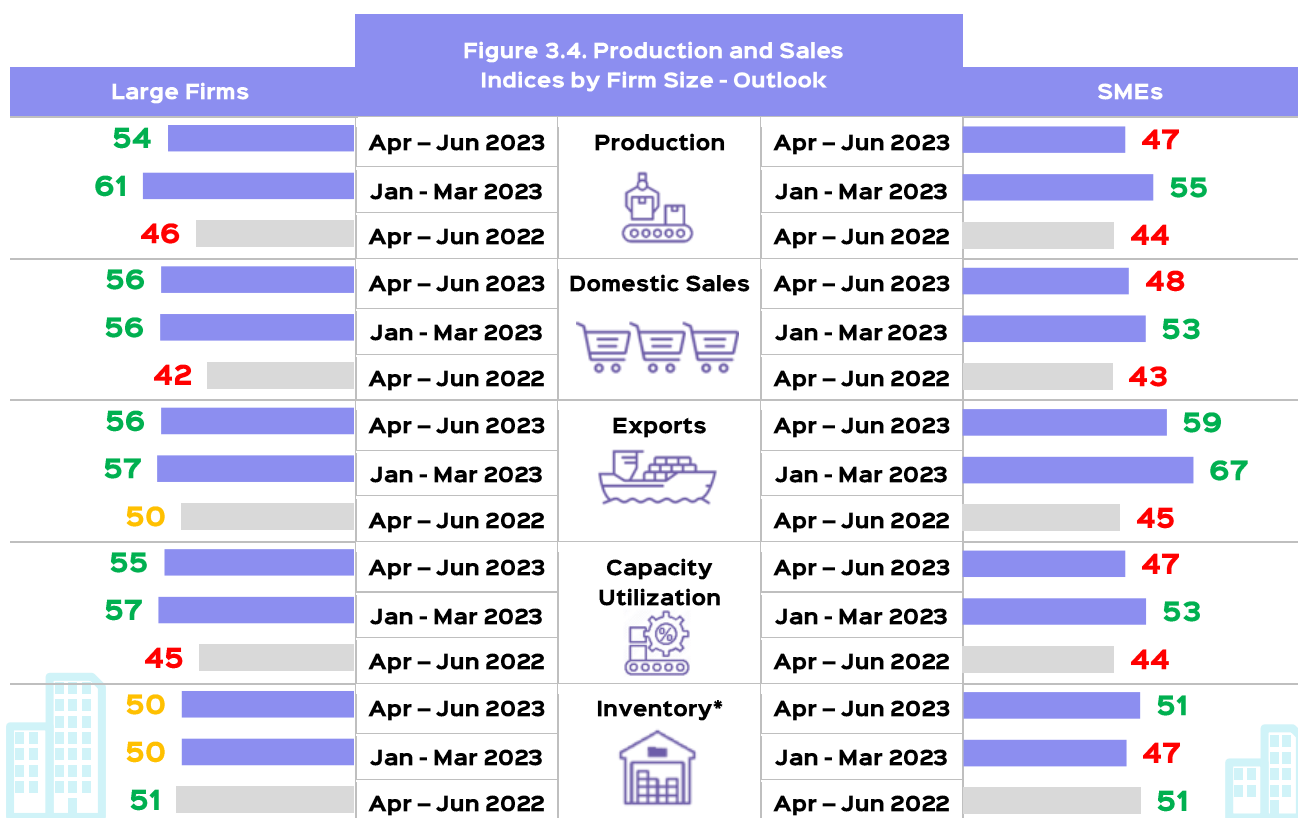 Figure 3.4. Production and Sales
Indices by Firm Size - Outlook
Large Firms
SMEs
54 Apr – Jun 2023 Production Apr – Jun 2023 47
61 Jan - Mar 2023 Jan - Mar 2023 55
46 Apr – Jun 2022 Apr – Jun 2022 44
56 Apr – Jun 2023 Domestic Sales Apr – Jun 2023 48
56 Jan - Mar 2023 Jan - Mar 2023 53
42 Apr – Jun 2022 Apr – Jun 2022 43
56 Apr – Jun 2023 Exports Apr – Jun 2023 59
57 Jan - Mar 2023 Jan - Mar 2023 67
50 Apr – Jun 2022 Apr – Jun 2022 45
55 Apr – Jun 2023 Capacity Apr – Jun 2023 47
Utilization
57 Jan - Mar 2023 % Jan - Mar 2023 53
45 Apr – Jun 2022 Apr – Jun 2022 44
50 Apr – Jun 2023 Inventory* Apr – Jun 2023 51
50 Jan - Mar 2023 Jan - Mar 2023 47
51 Apr – Jun 2022 Apr – Jun 2022 51